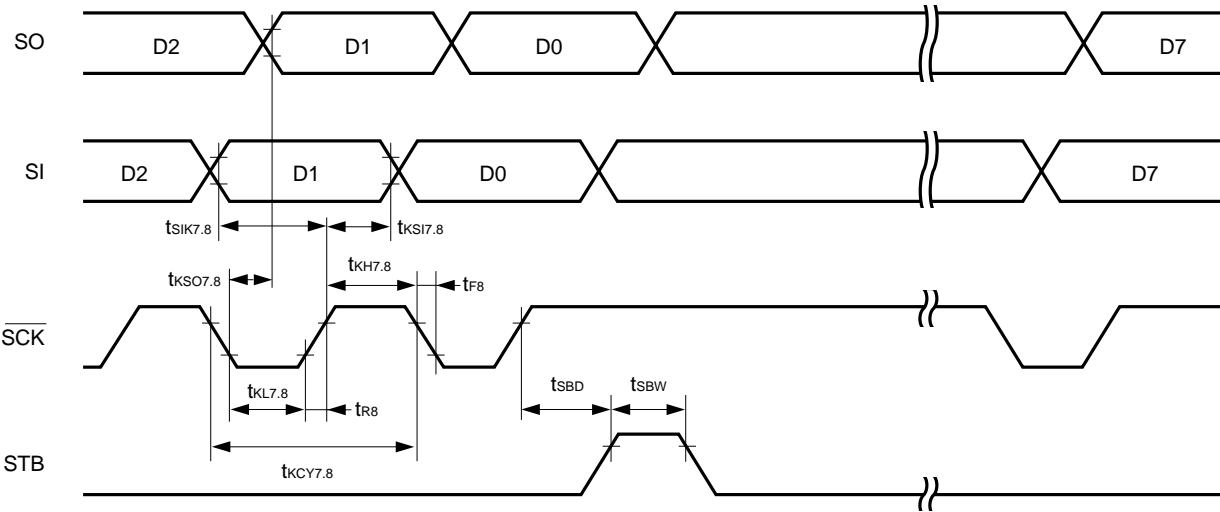 SO
D2
D1
D0
D7
SI
D2
D1
D0
D7
tSIK7.8
tKSI7.8
tKSO7.8
tKH7.8
tF8
SCK
tKL7.8
tR8
tSBD
tSBW
tKCY7.8
STB